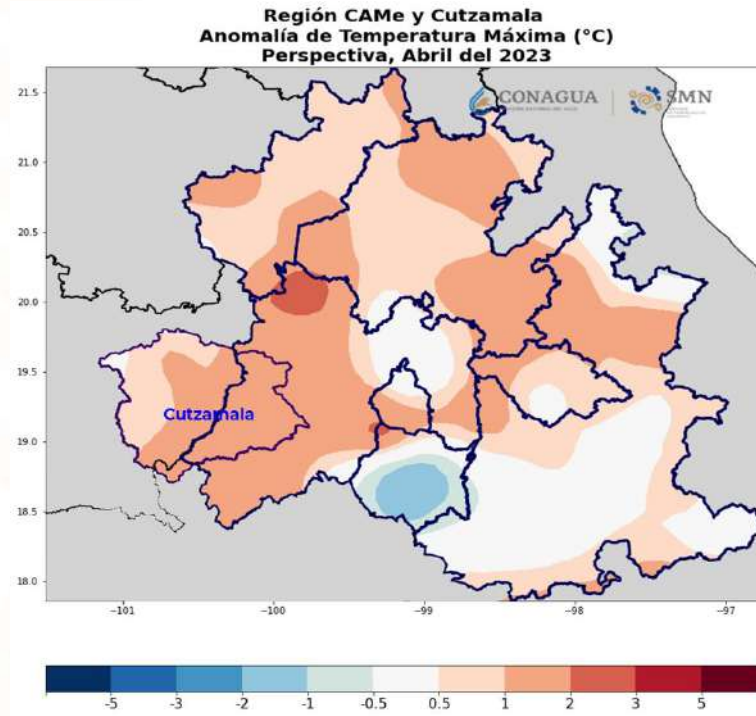 Región CAMe y Cutzamala
Anomalía de Temperatura Máxima (°C)
Perspectiva, Abril del 2023
CONAGUA
SMN
21.5
21.0
20.5
20.0
19.5
19.0
18.5
18.0
Cutzamala
−101 −100 −99 −98 −97
-5 -3 -2 -1 -0.5 0.5 1 2 3 5